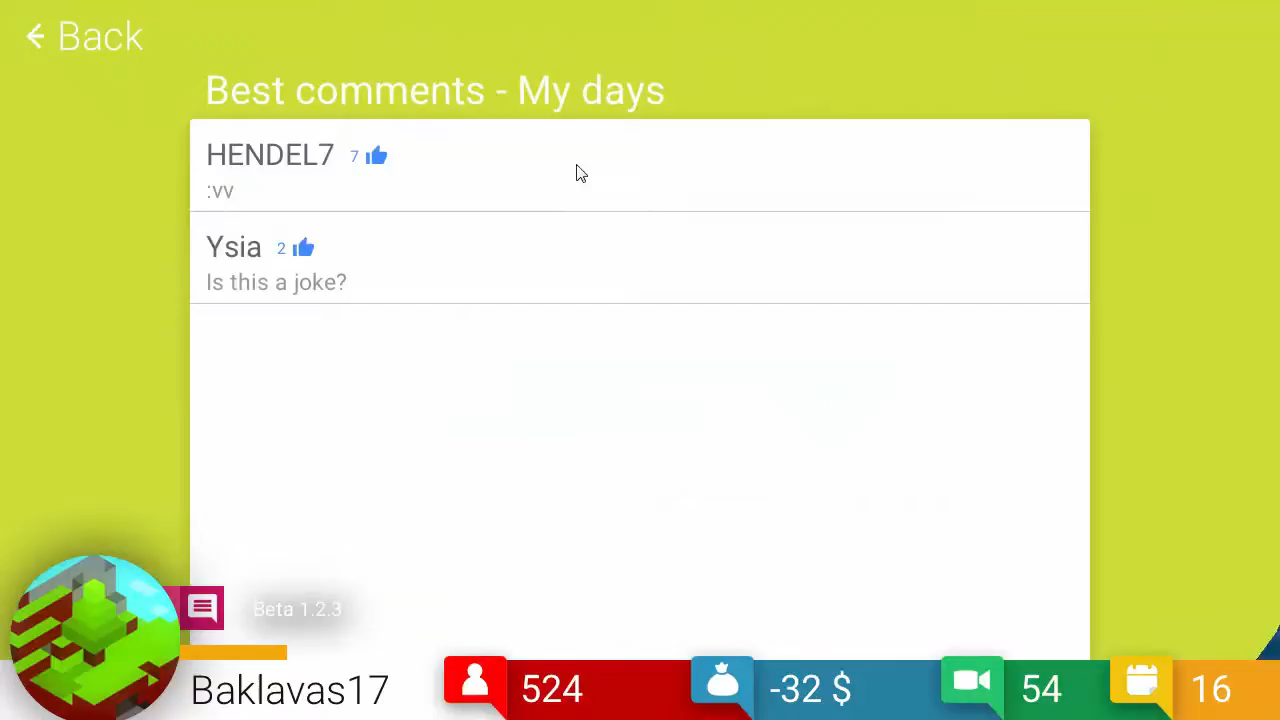 Back
Best comments - My days
HENDEL7 7
:vv
Ysia 2
Is this a joke?
Beta 1.2.3
Baklavas17
524
-32 $
54
16